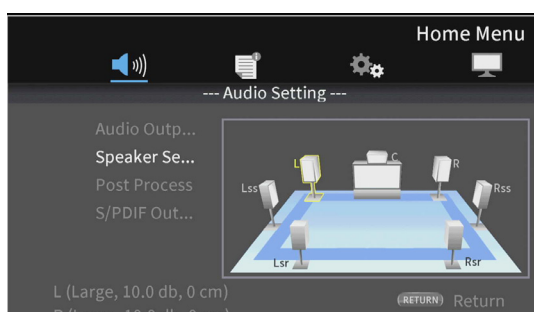 Home Menu
--- Audio Setting ---
Audio Outp...
Speaker Se...
Post Process
S/PDIF Out...
L
C
R
Lss
Rss
Lsr
Rsr
L (Large, 10.0 db, 0 cm)
RETURN Return